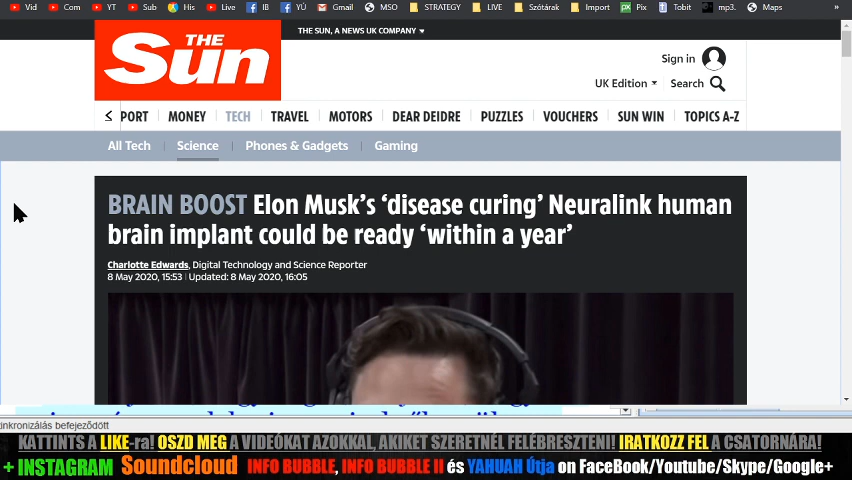 Vid Com YT Sub His Live IB YÚ Gmail MSO STRATEGY LIVE Szótárak Import Pix Tobit mp3. Maps »
THE Sun
THE SUN, A NEWS UK COMPANY
Sign in
UK Edition Search
PORT MONEY TECH TRAVEL MOTORS DEAR DEIDRE PUZZLES VOUCHERS SUN WIN TOPICS A-Z
All Tech Science Phones & Gadgets Gaming
BRAIN BOOST Elon Musk's 'disease curing' Neuralink human
brain implant could be ready 'within a year'
Charlotte Edwards, Digital Technology and Science Reporter
8 May 2020, 15:53 Updated: 8 May 2020, 16:05
inkronizálás befejeződött
KATTINTS A LIKE-ra! OSZD MEG A VIDEÓKAT AZOKKAL, AKIKET SZERETNÉL FELÉBRESZTENI! IRATKOZZ FEL A CSATORNÁRA!
+ INSTAGRAM Soundcloud INFO BUBBLE, INFO BUBBLE II és YAHUAH Útja on FaceBook/Youtube/Skype/Google+